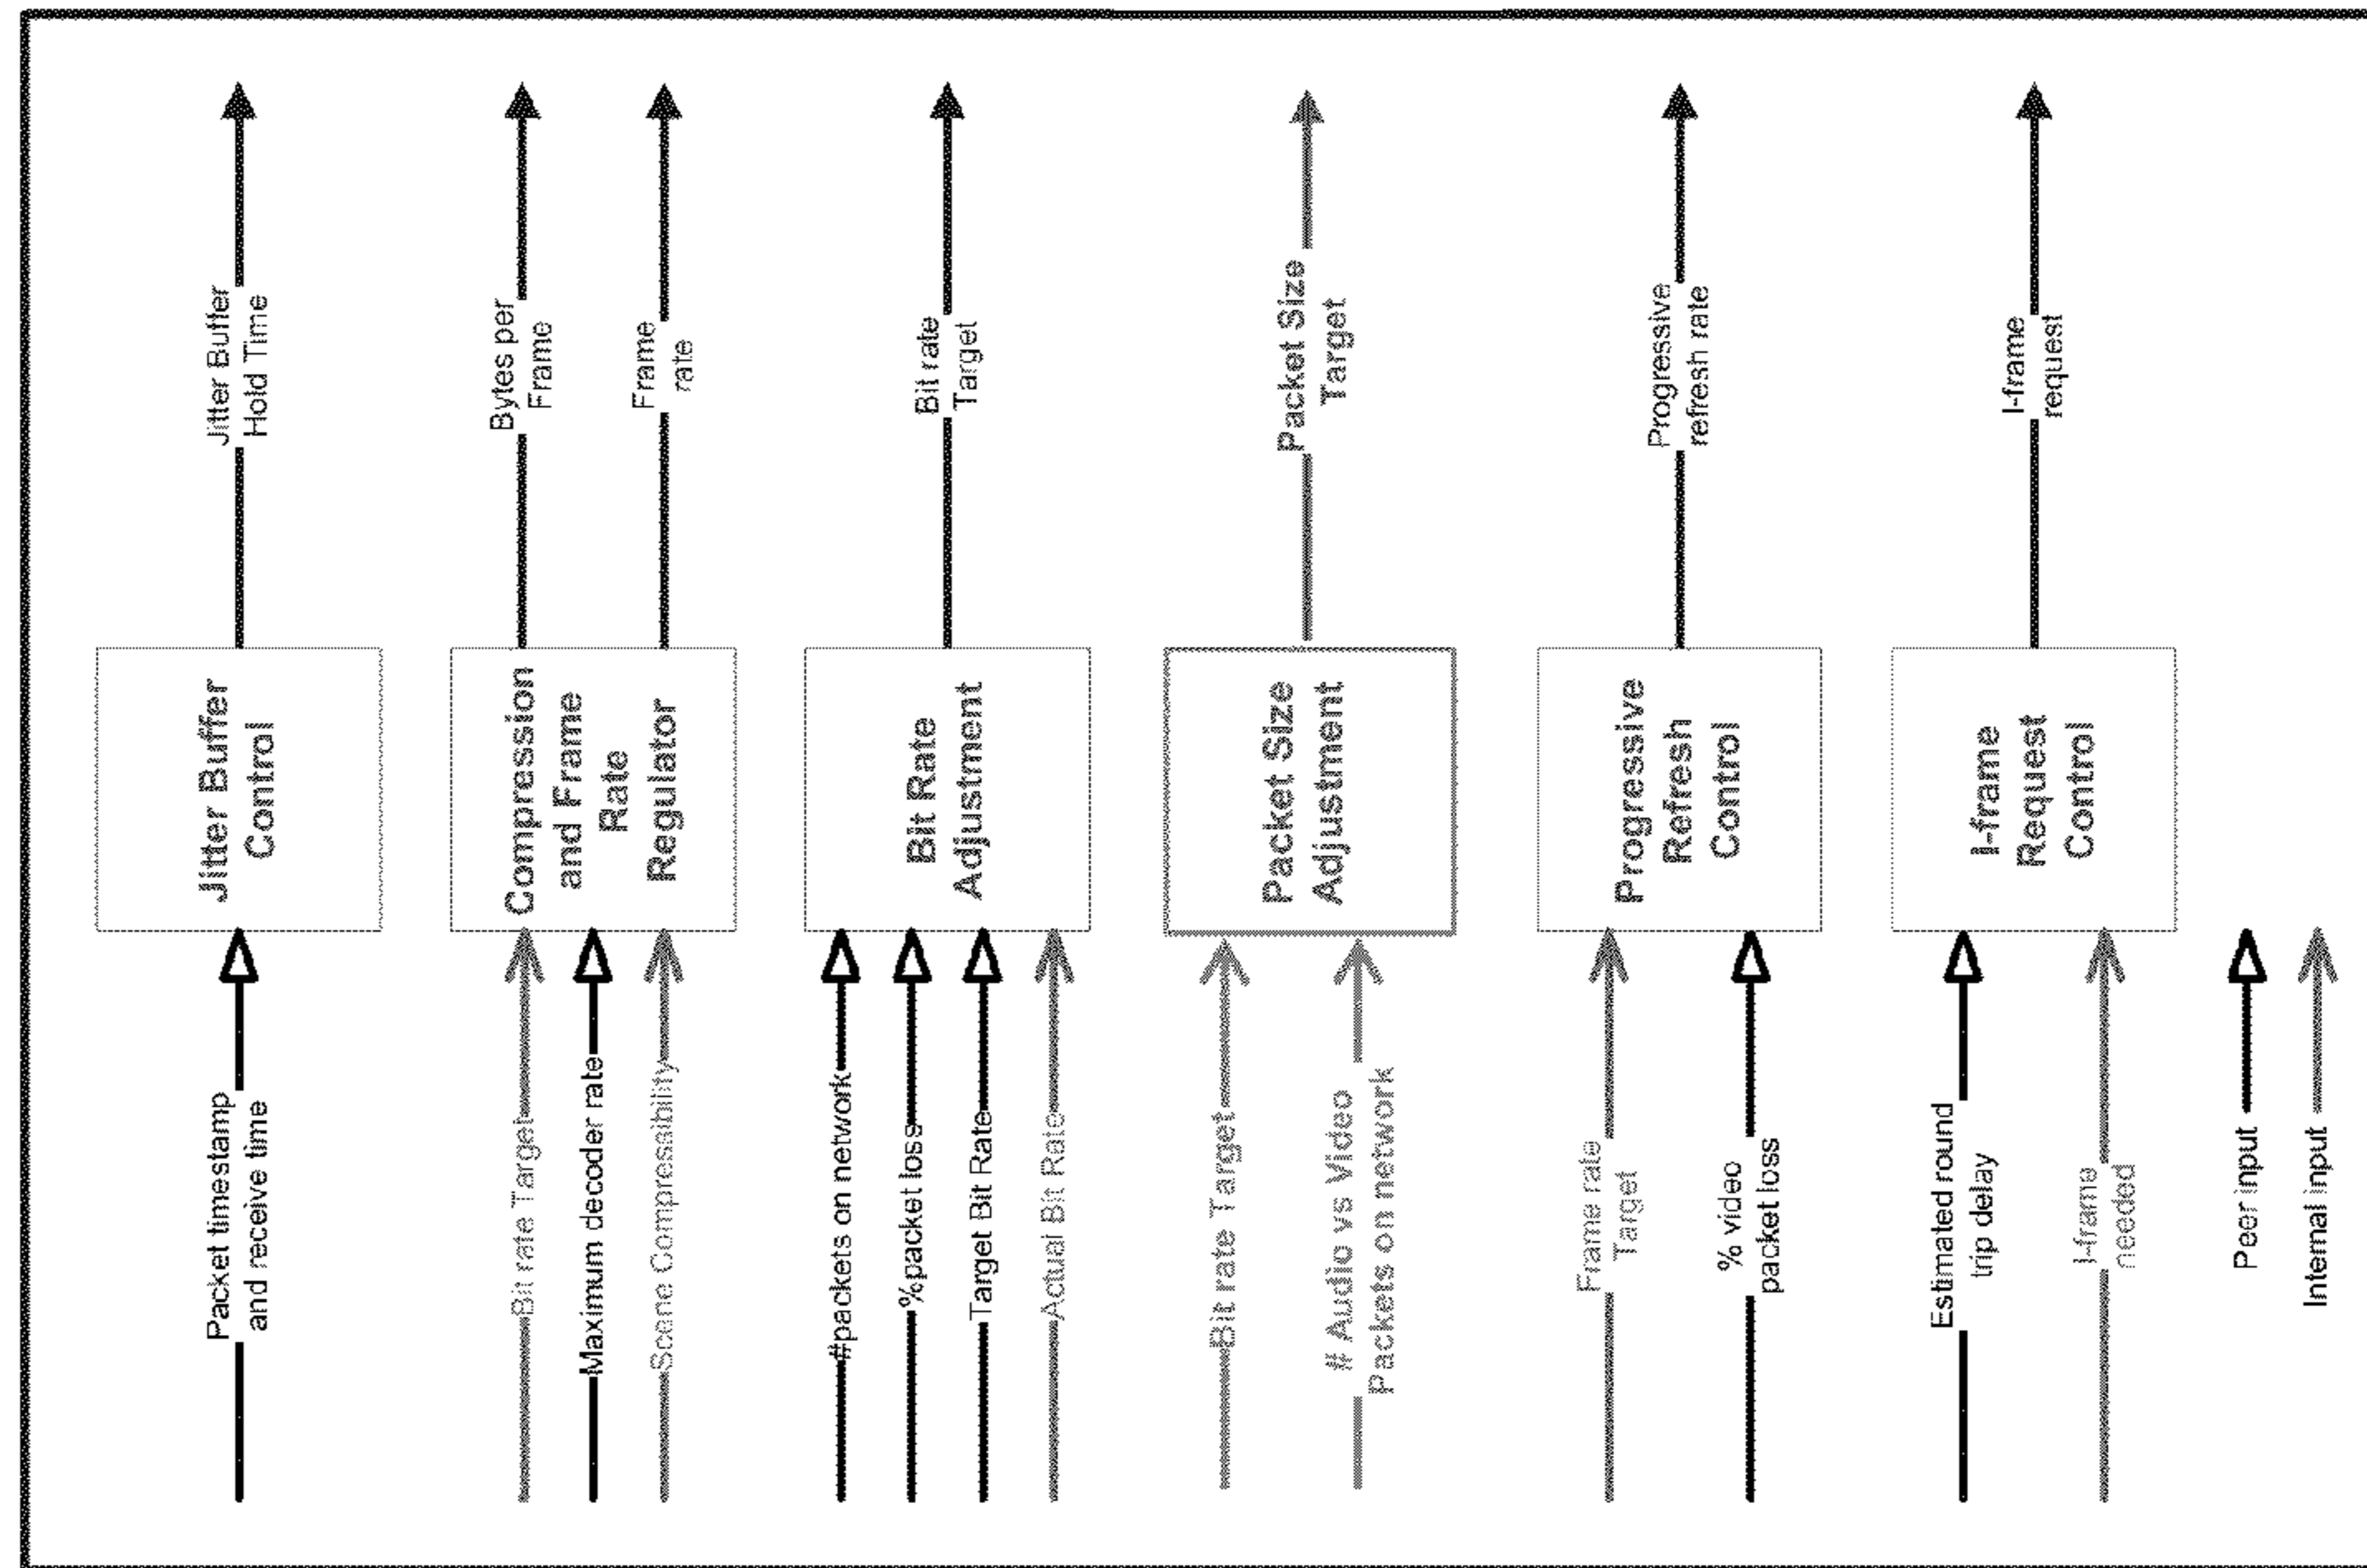 Packet timestamp
and receive time
Jitter Buffer
Control
Jitter Buffer
Hold Time
Bit rate Target
Maximum decoder rate
Scene Compressibility
Compression
and Frame
Rate
Regulator
Bytes per
Frame
Frame
rate
#packets on network
%packet loss
Target Bit Rate
Actual Bit Rate
Bit Rate
Adjustment
Bit rate
Target
Bit rate Target
# Audio vs Video
Packets on network
Packet Size
Adjustment
Packet Size
Target
Frame rate
Target
% video
packet loss
Progressive
Refresh
Control
Progressive
refresh rate
Estimated round
trip delay
I-frame
needed
I-frame
Request
Control
I-frame
request
Peer input
Internal input